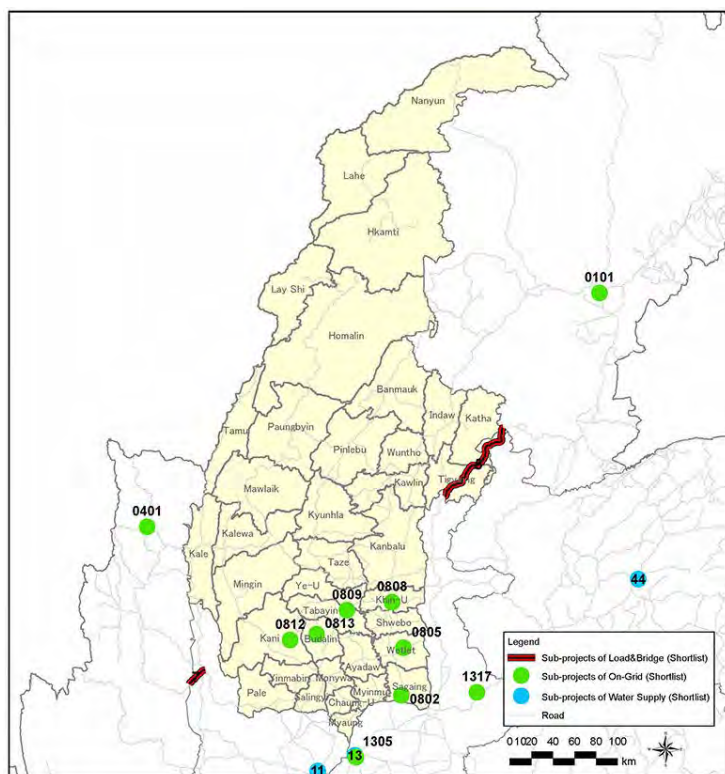 Nanyun
Lahe
Hkamti
Lay Shi
0101
Homalin
Banmauk
Indaw
Katha
Tamu
Paungbyin
Pinlebu
Wuntho
Kawlin
Mawlaik
0401
Kyunhla
Kale
Kalewa
Kanbalu
Mingin
Taze
Ye-U
0809
0808
Khin-U
44
Tabayin
0812
0813
Shwebo
Kani
Budalin
0805
Wetlet
Ayadaw
Yinmabin
Monywa
Pale
Salingyi
Myinmu
Sagaing
1317
Chaung-U
0802
Myaung
1305
13
11
Legend
Sub-projects of Load&Bridge (Shortlist)
Sub-projects of On-Grid (Shortlist)
Sub-projects of Water Supply (Shortlist)
Road
01020 40 60 80 100
km